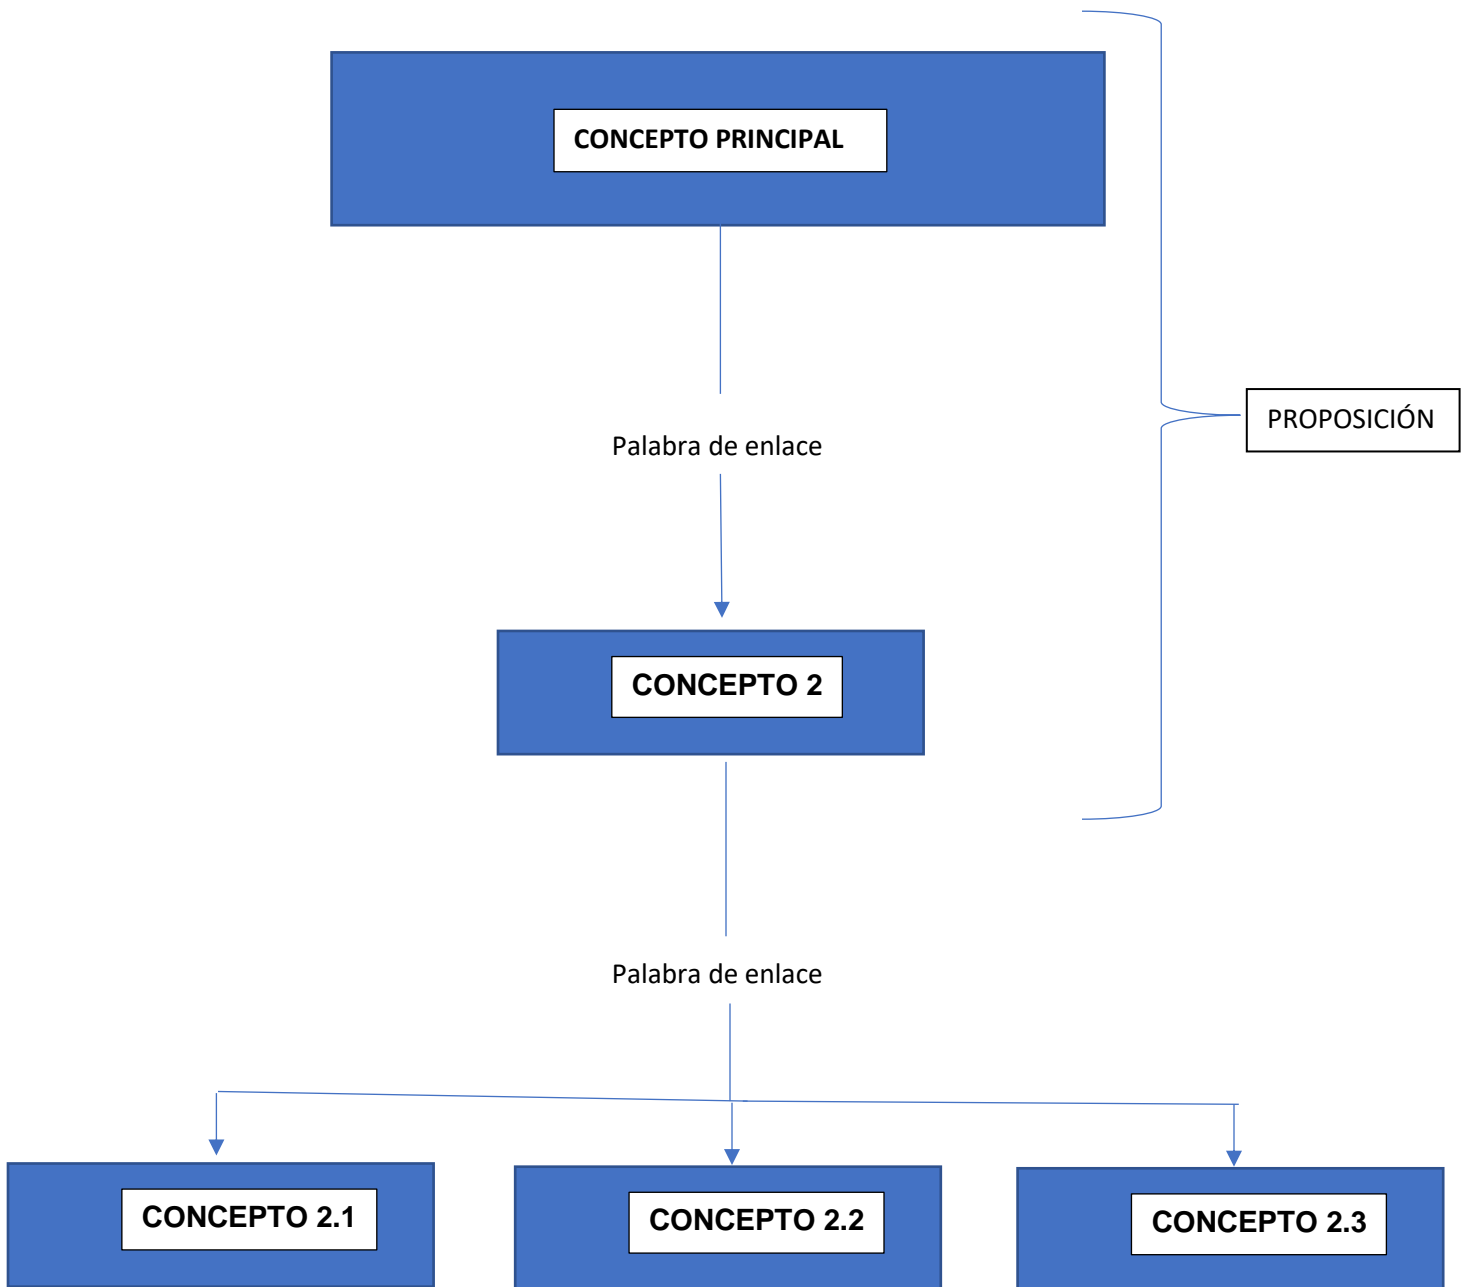 CONCEPTO PRINCIPAL
PROPOSICIÓN
Palabra de enlace
CONCEPTO 2
Palabra de enlace
CONCEPTO 2.1
CONCEPTO 2.2
CONCEPTO 2.3